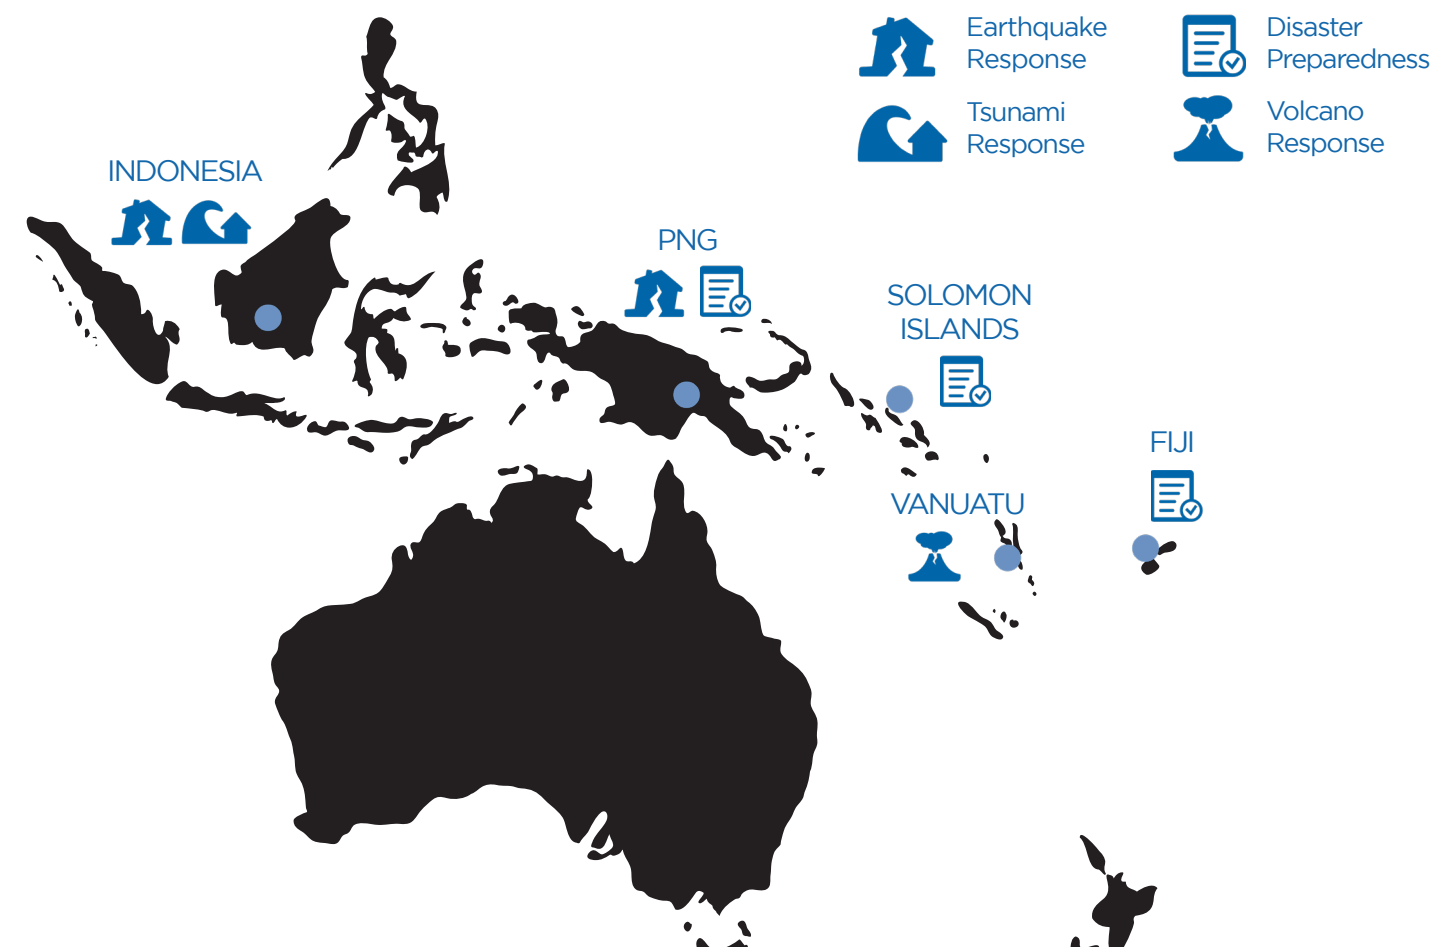 Earthquake
Response
Disaster
Preparedness
Tsunami
Response
Volcano
Response
INDONESIA
PNG
SOLOMON
ISLANDS
FIJI
VANUATU